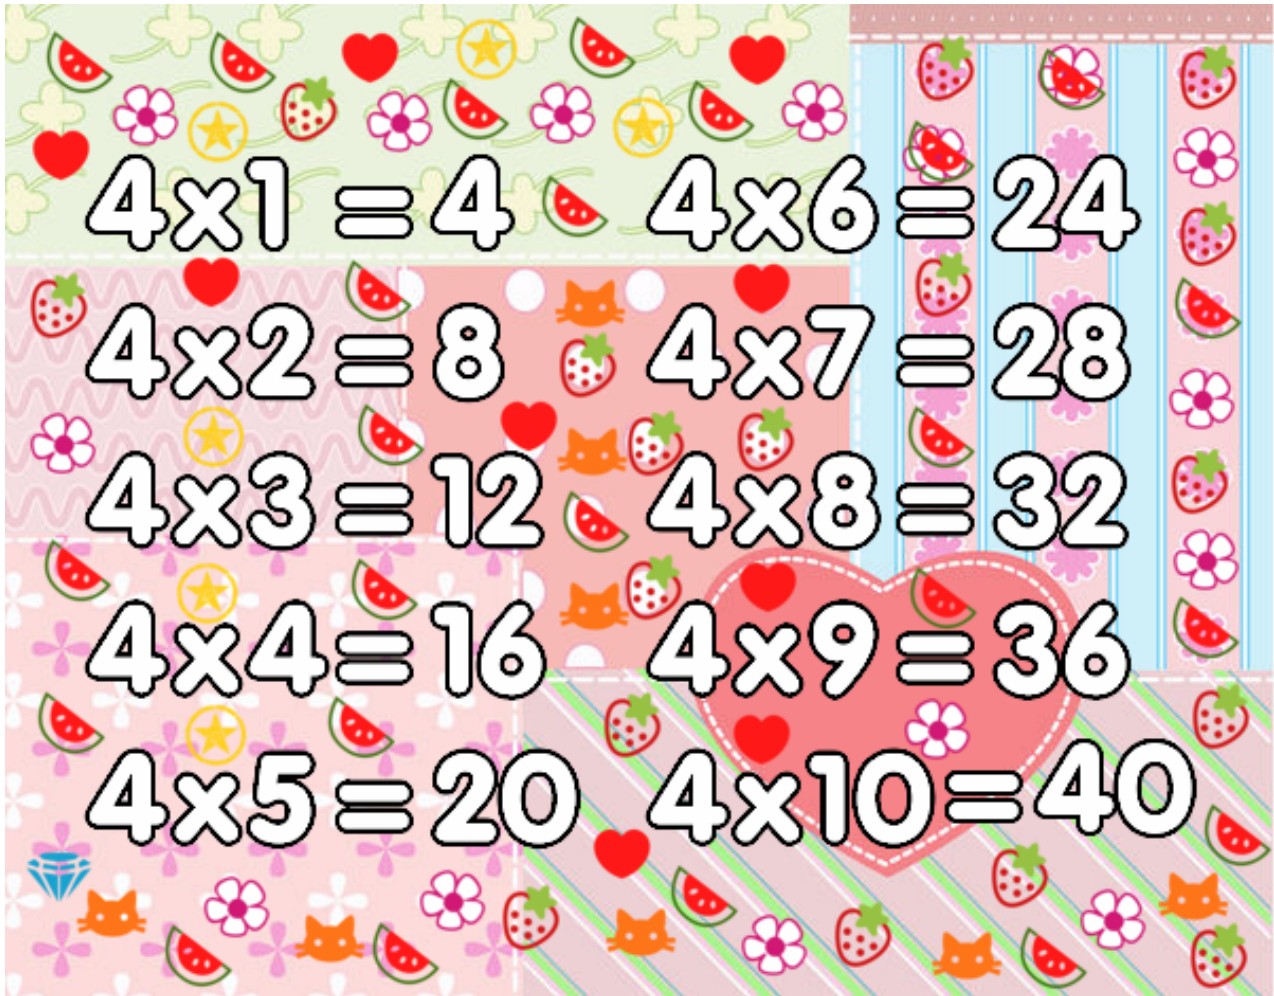 4x1 = 4
4x2 = 8
4x3 = 12
4x4 = 16
4x5 = 20
4x6 = 24
4x7 = 28
4x8 = 32
4x9 = 36
4x10 = 40